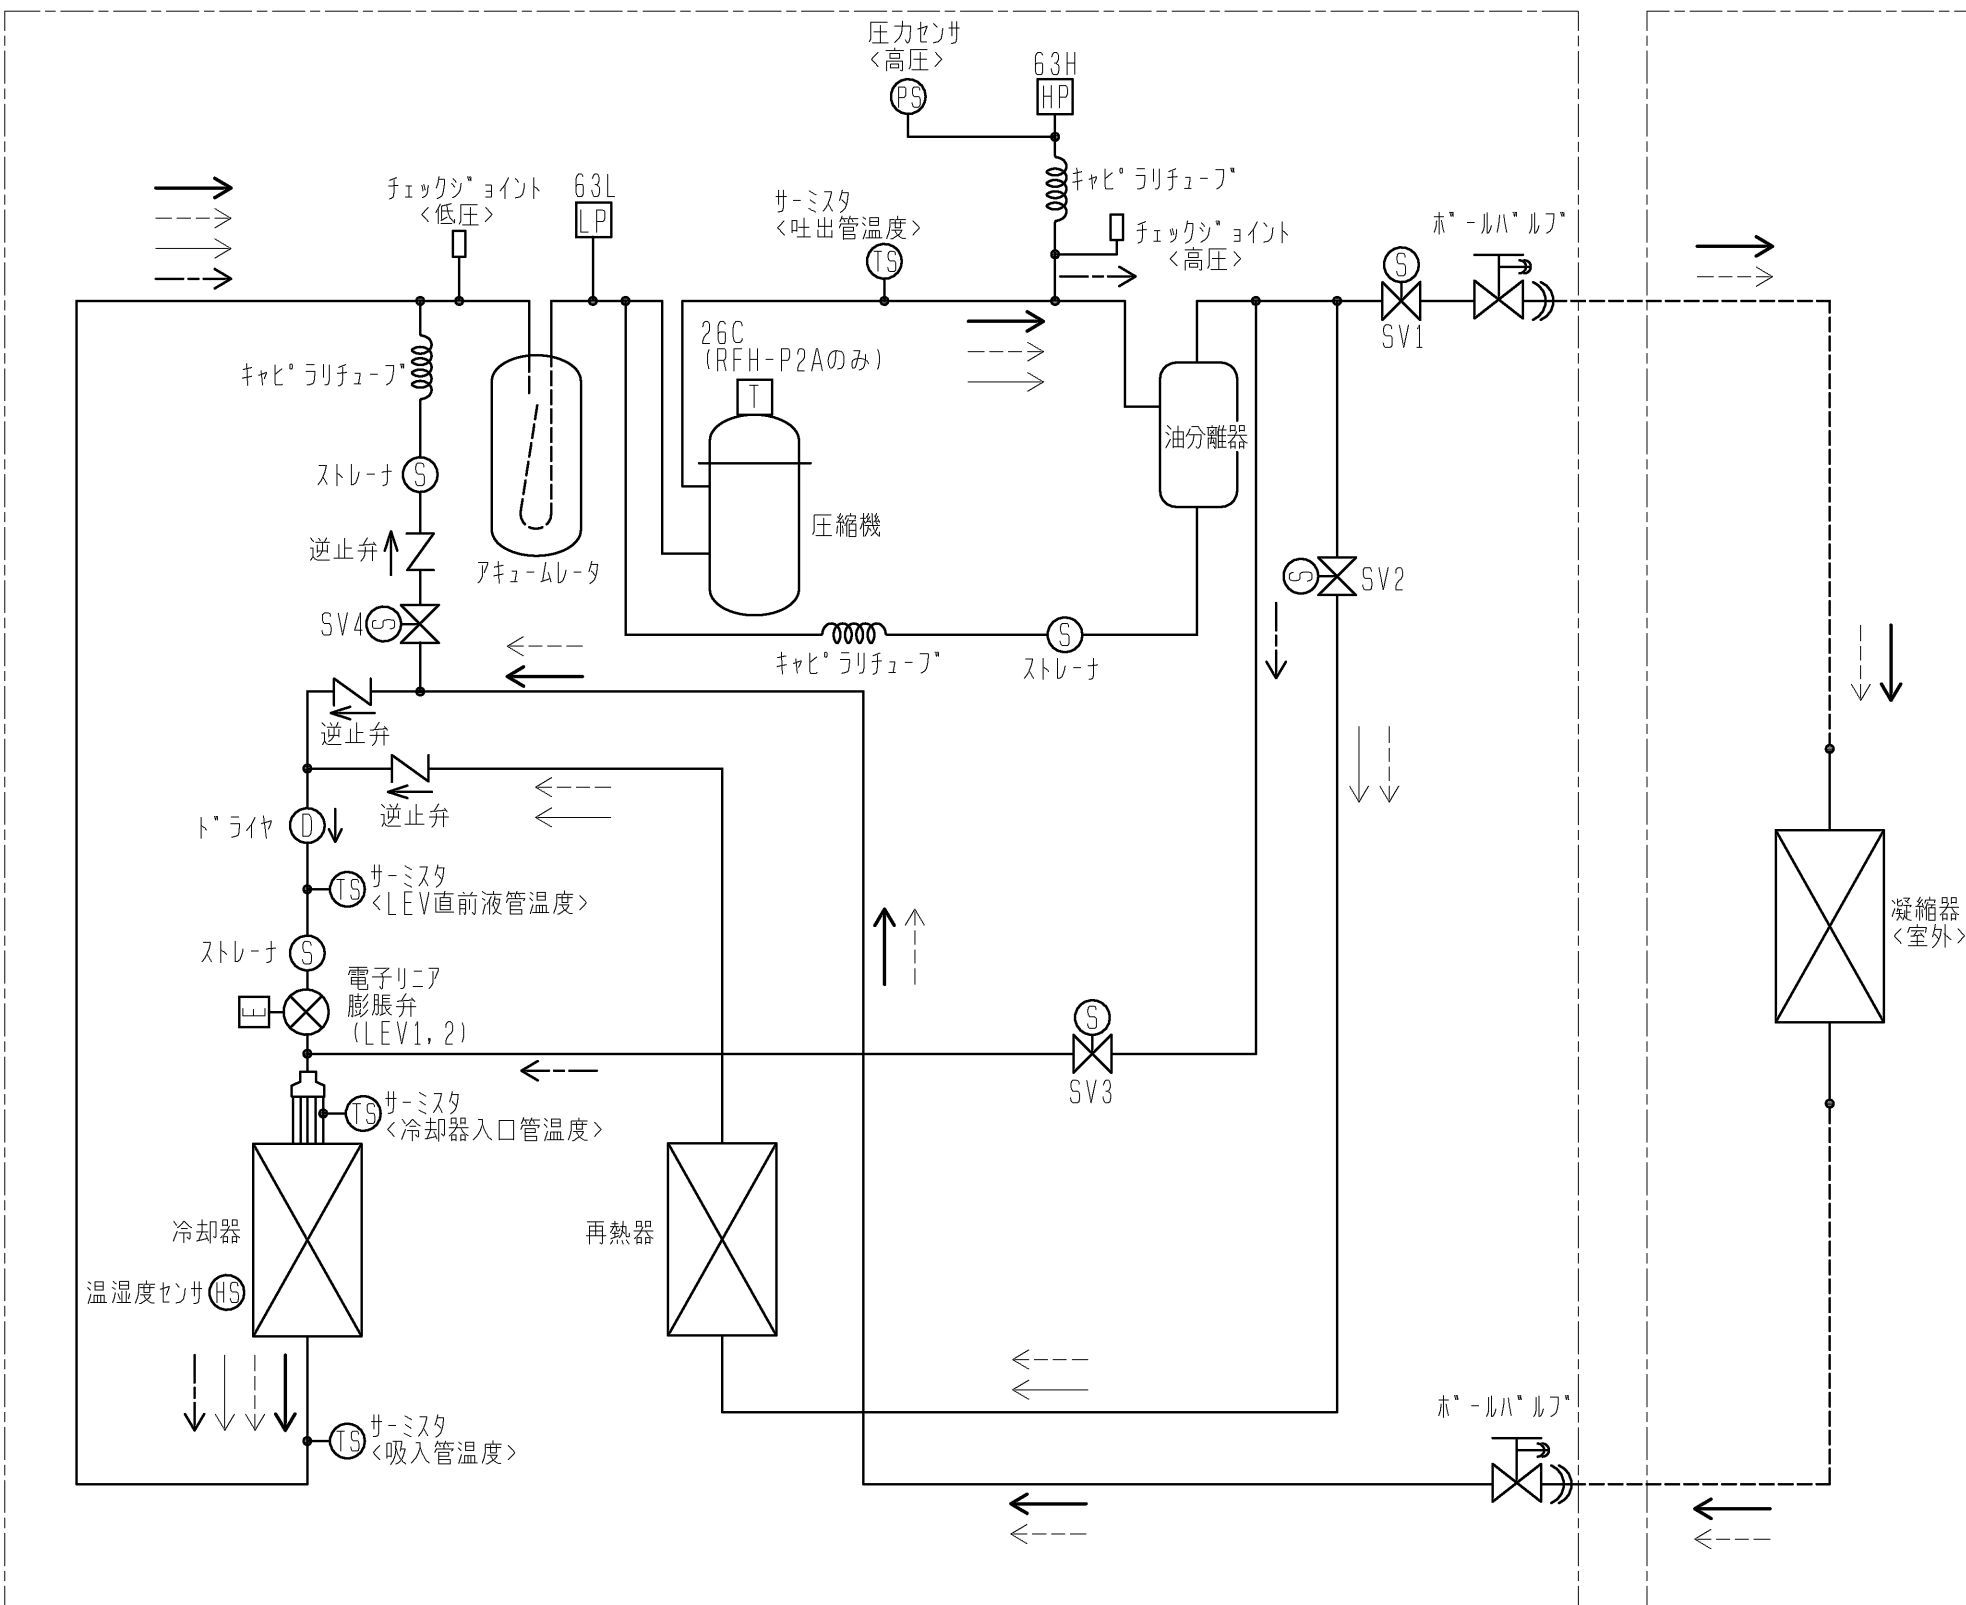 圧力センサ
<高圧>
PS
63H
HP
チェックジョイント
<低圧>
63L
LP
サーミスタ
<吐出管温度>
TS
キャピラリチューブ
チェックジョイント
<高圧>
ボールバルブ
S
SV1
26C
(RFH-P2Aのみ)
T
キャピラリチューブ
油分離器
ストレーナ
S
圧縮機
逆止弁
アキュームレータ
S
SV2
SV4
S
キャピラリチューブ
S
ストレーナ
逆止弁
逆止弁
ドライヤ
D
TS
サーミスタ
<LEV直前液管温度>
凝縮器
<室外>
ストレーナ
S
電子リニア
膨脹弁
(LEV1,2)
E
S
SV3
TS
サーミスタ
<冷却器入口管温度>
冷却器
再熱器
温湿度センサ
HS
ボールバルブ
TS
サーミスタ
<吸入管温度>